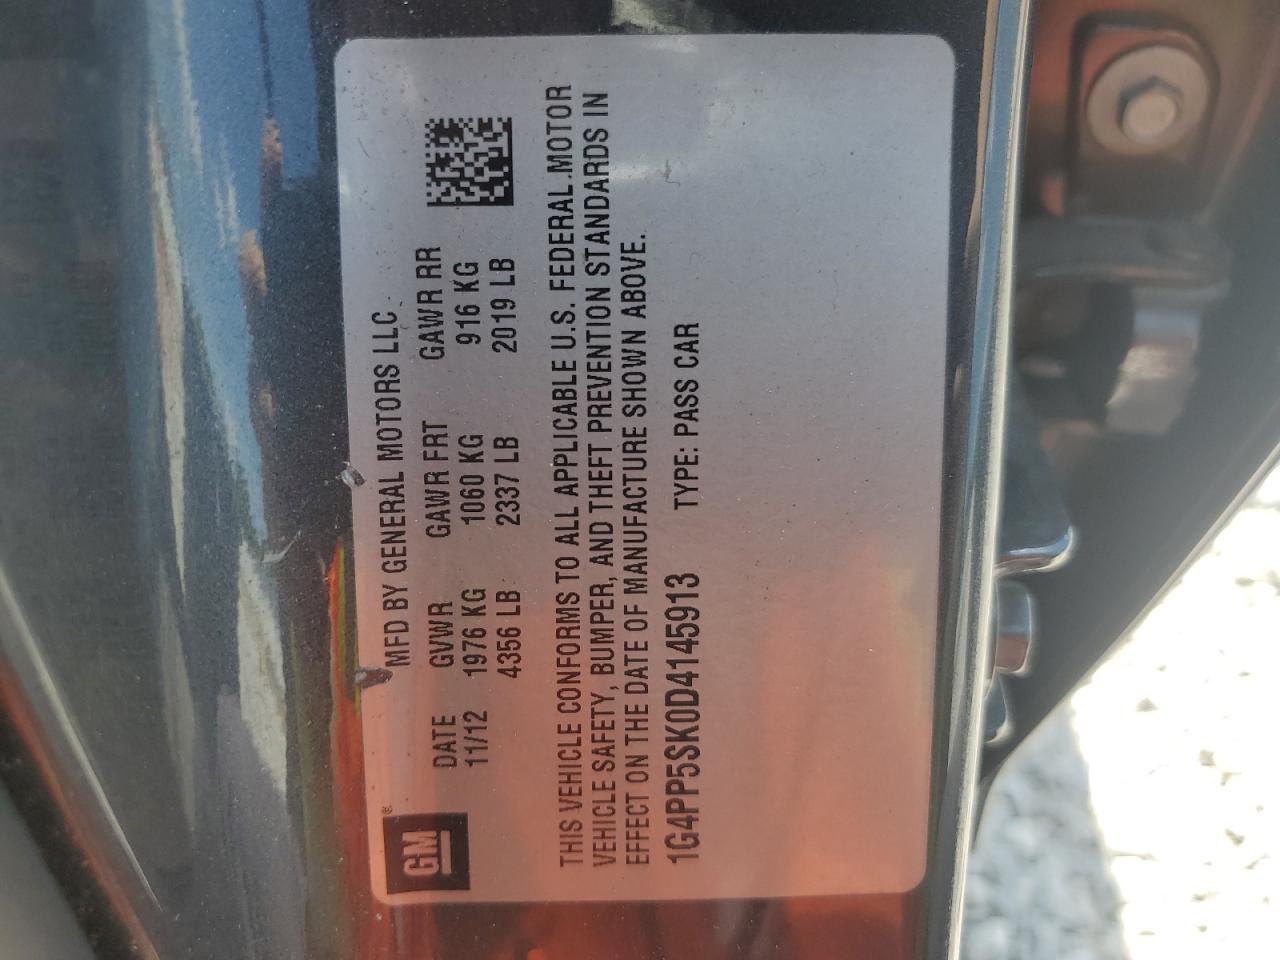 MFD BY GENERAL MOTORS LLC
DATE GVWR GAWR FRT GAWR RR
11/12 1976 KG 1060 KG 916 KG
4356 LB 2337 LB 2019 LB
GM®
THIS VEHICLE CONFORMS TO ALL APPLICABLE U.S. FEDERAL MOTOR
VEHICLE SAFETY, BUMPER, AND THEFT PREVENTION STANDARDS IN
EFFECT ON THE DATE OF MANUFACTURE SHOWN ABOVE.
1G4PP5SK0D4145913 TYPE: PASS CAR